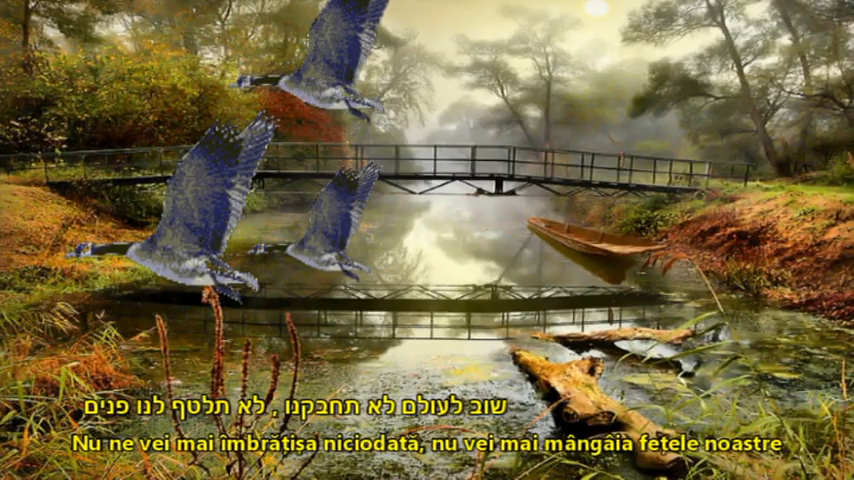 שוב לעולם לא תחבקנו , לא תלטף לנו פנים
Nu ne vei mai îmbrățișa niciodată, nu vei mai mângâia fețele noastre